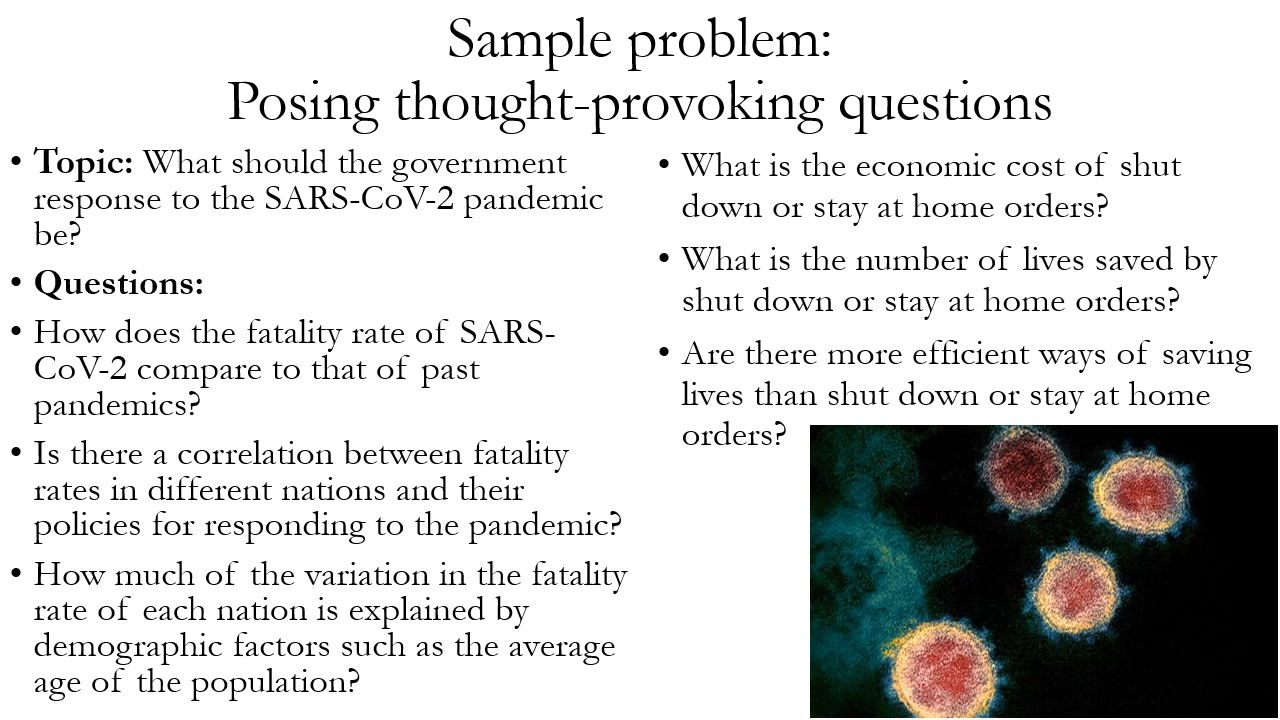 Sample problem:
Posing thought-provoking questions
• Topic: What should the government
response to the SARS-CoV-2 pandemic
be?
• Questions:
• How does the fatality rate of SARS-
CoV-2 compare to that of past
pandemics?
• Is there a correlation between fatality
rates in different nations and their
policies for responding to the pandemic?
• How much of the variation in the fatality
rate of each nation is explained by
demographic factors such as the average
age of the population?
• What is the economic cost of shut
down or stay at home orders?
• What is the number of lives saved by
shut down or stay at home orders?
• Are there more efficient ways of saving
lives than shut down or stay at home
orders?